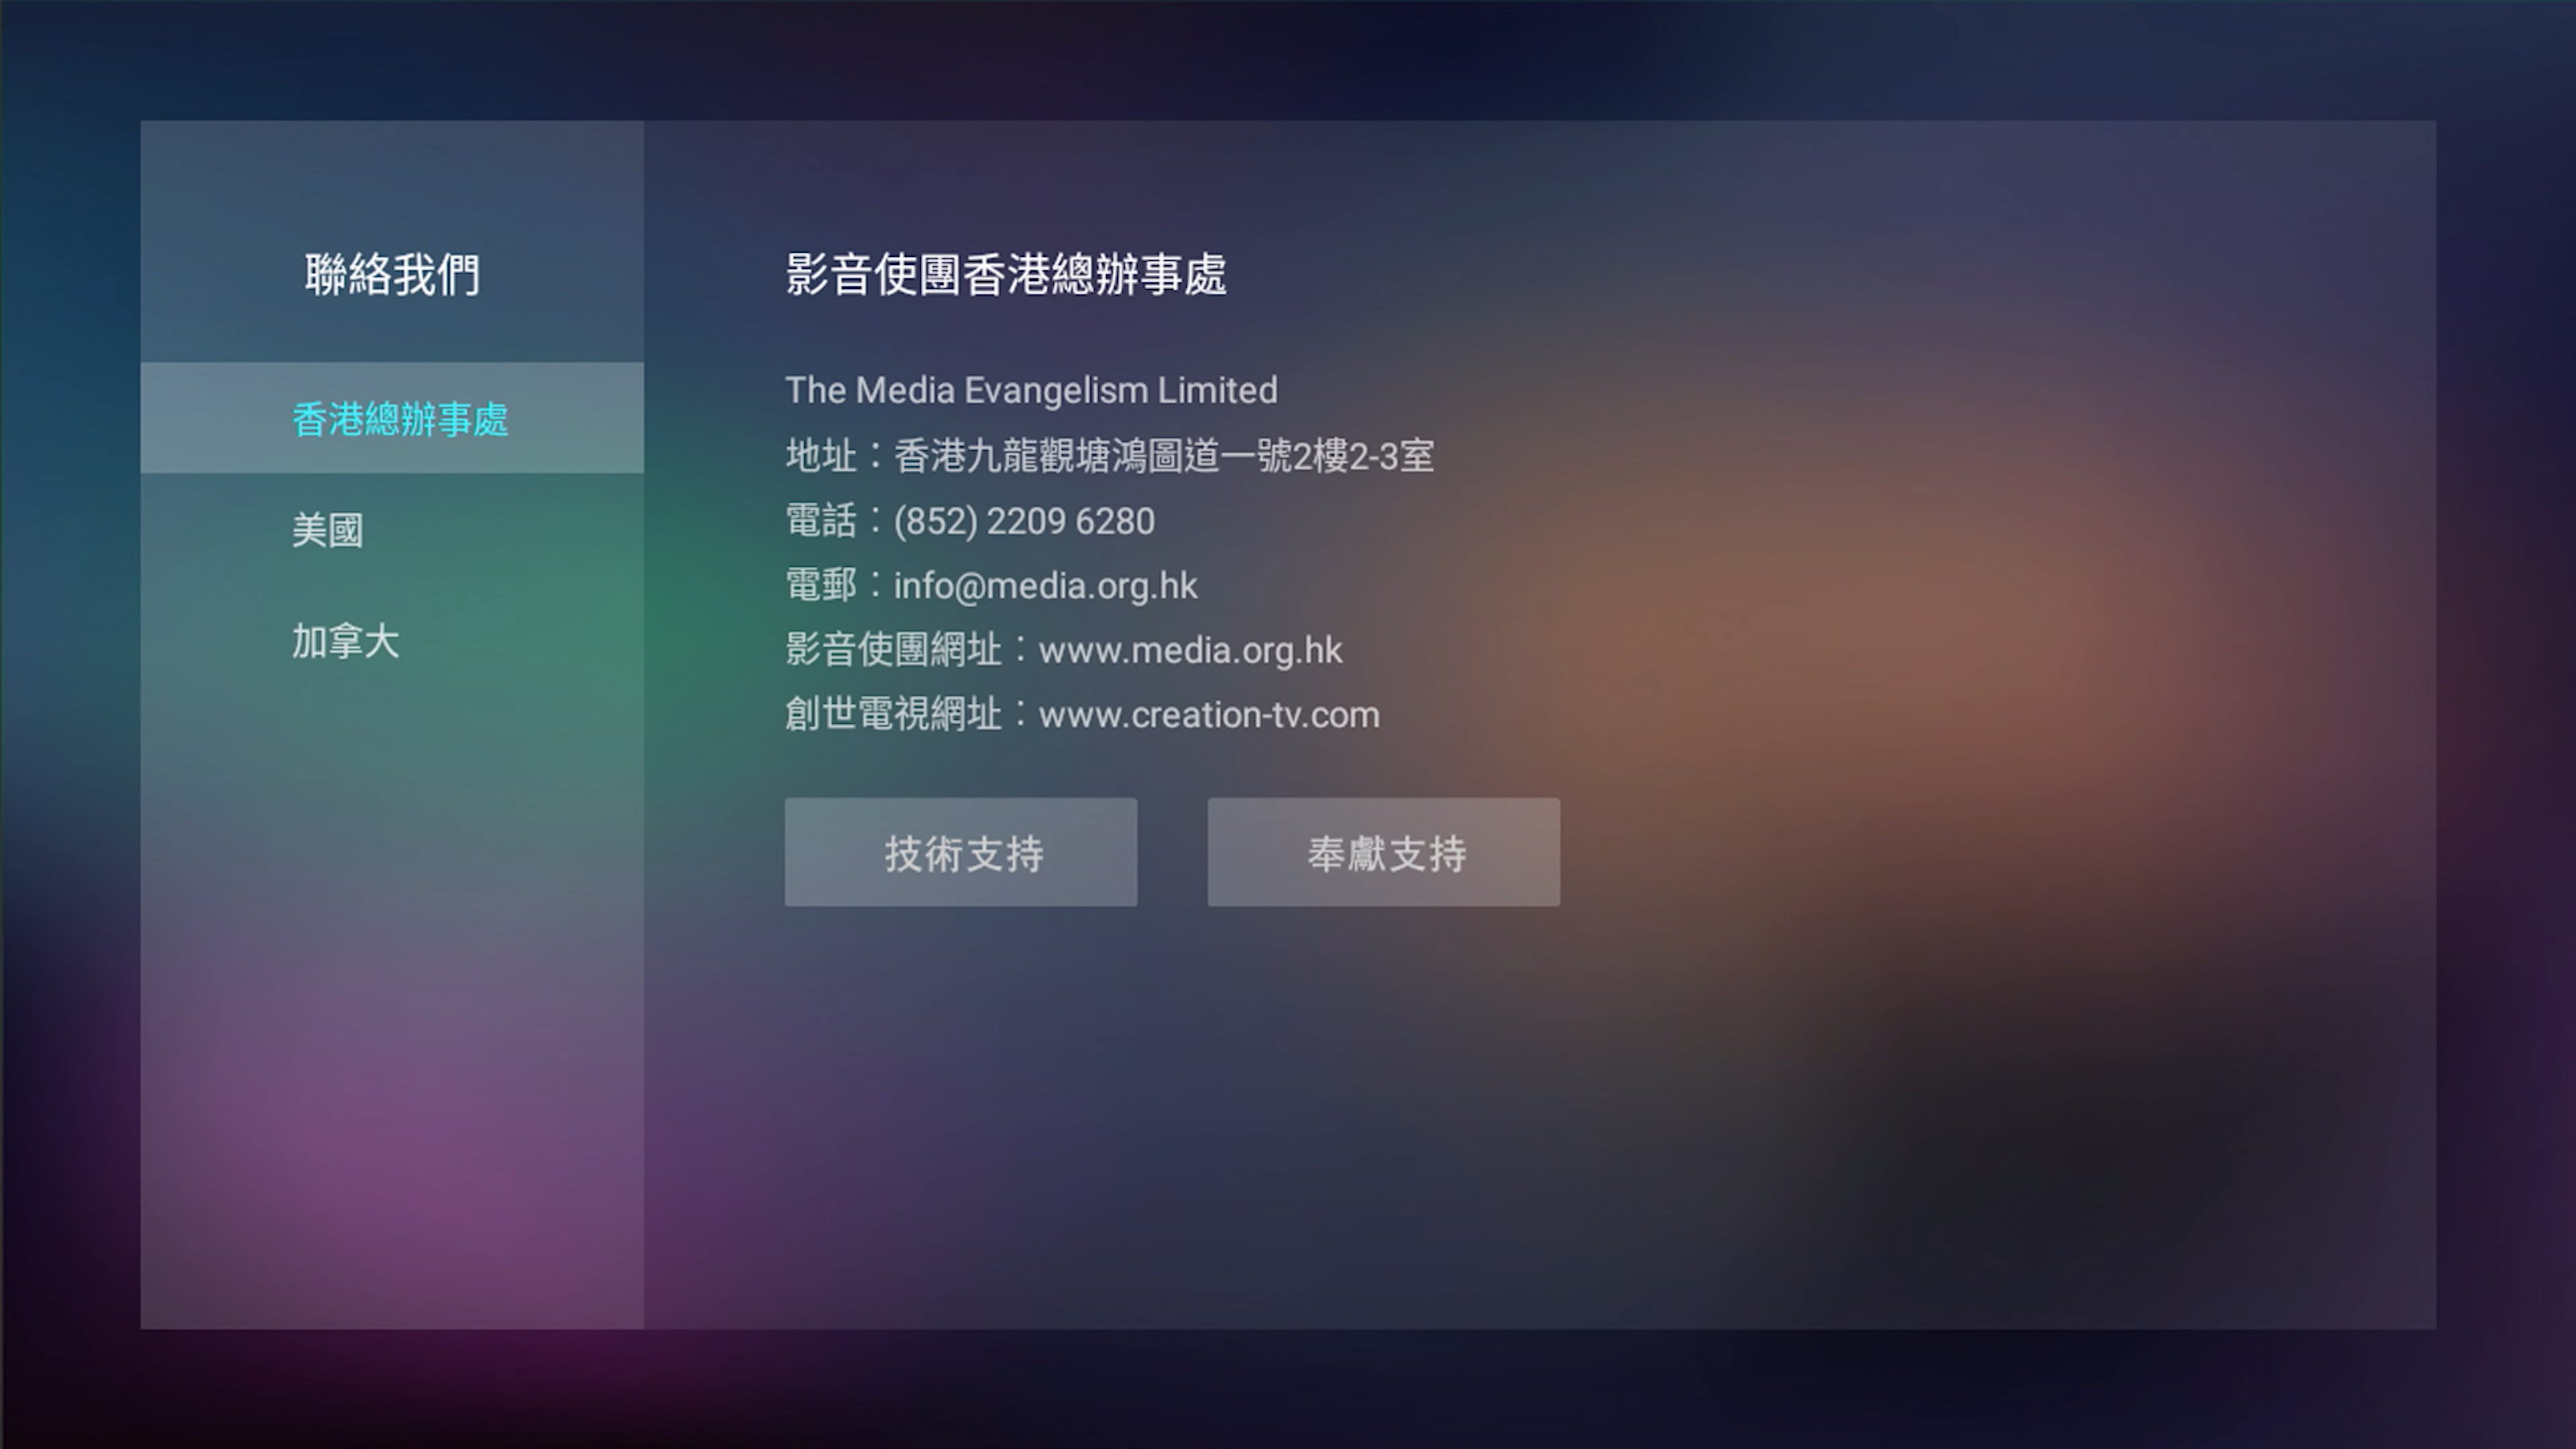 聯絡我們
香港總辦事處
美國
加拿大
影音使團香港總辦事處
The Media Evangelism Limited
地址：香港九龍觀塘鴻圖道一號2樓2-3室
電話：(852) 2209 6280
電郵：info@media.org.hk
影音使團網址：www.media.org.hk
創世電視網址：www.creation-tv.com
技術支持
奉獻支持